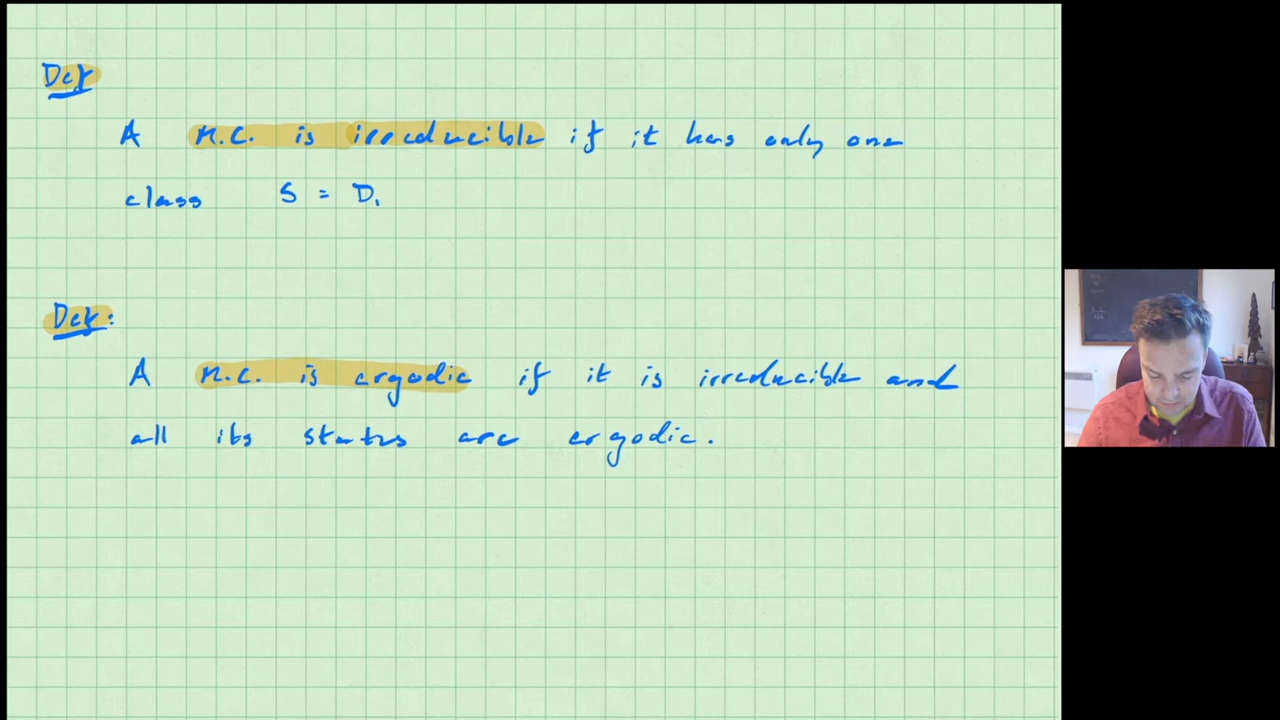 Def
A M.C. is irreducible if it has only one
class S = D₁
Def:
A M.C. is ergodic if it is irreducible and
all its states are ergodic.